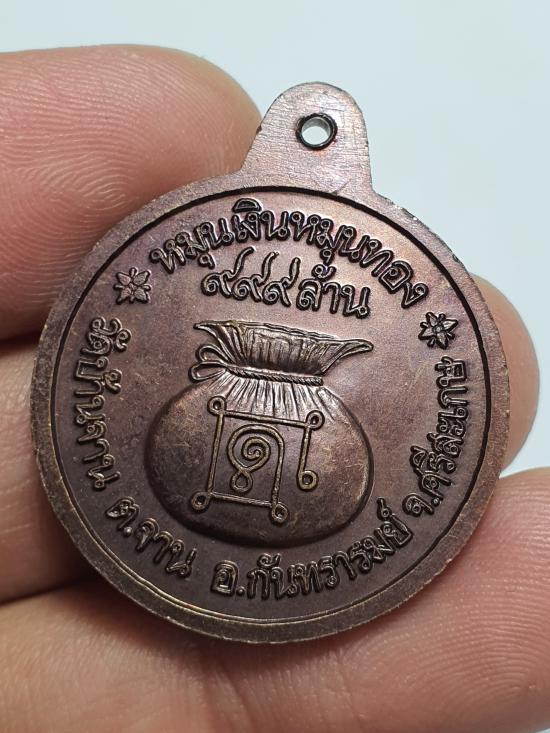 หมุนเงินหมุนทอง
๙๙๙ ล้าน
วัดบ้านจาน ต.จาน อ.กันทรารมย์ จ.ศรีสะเกษ